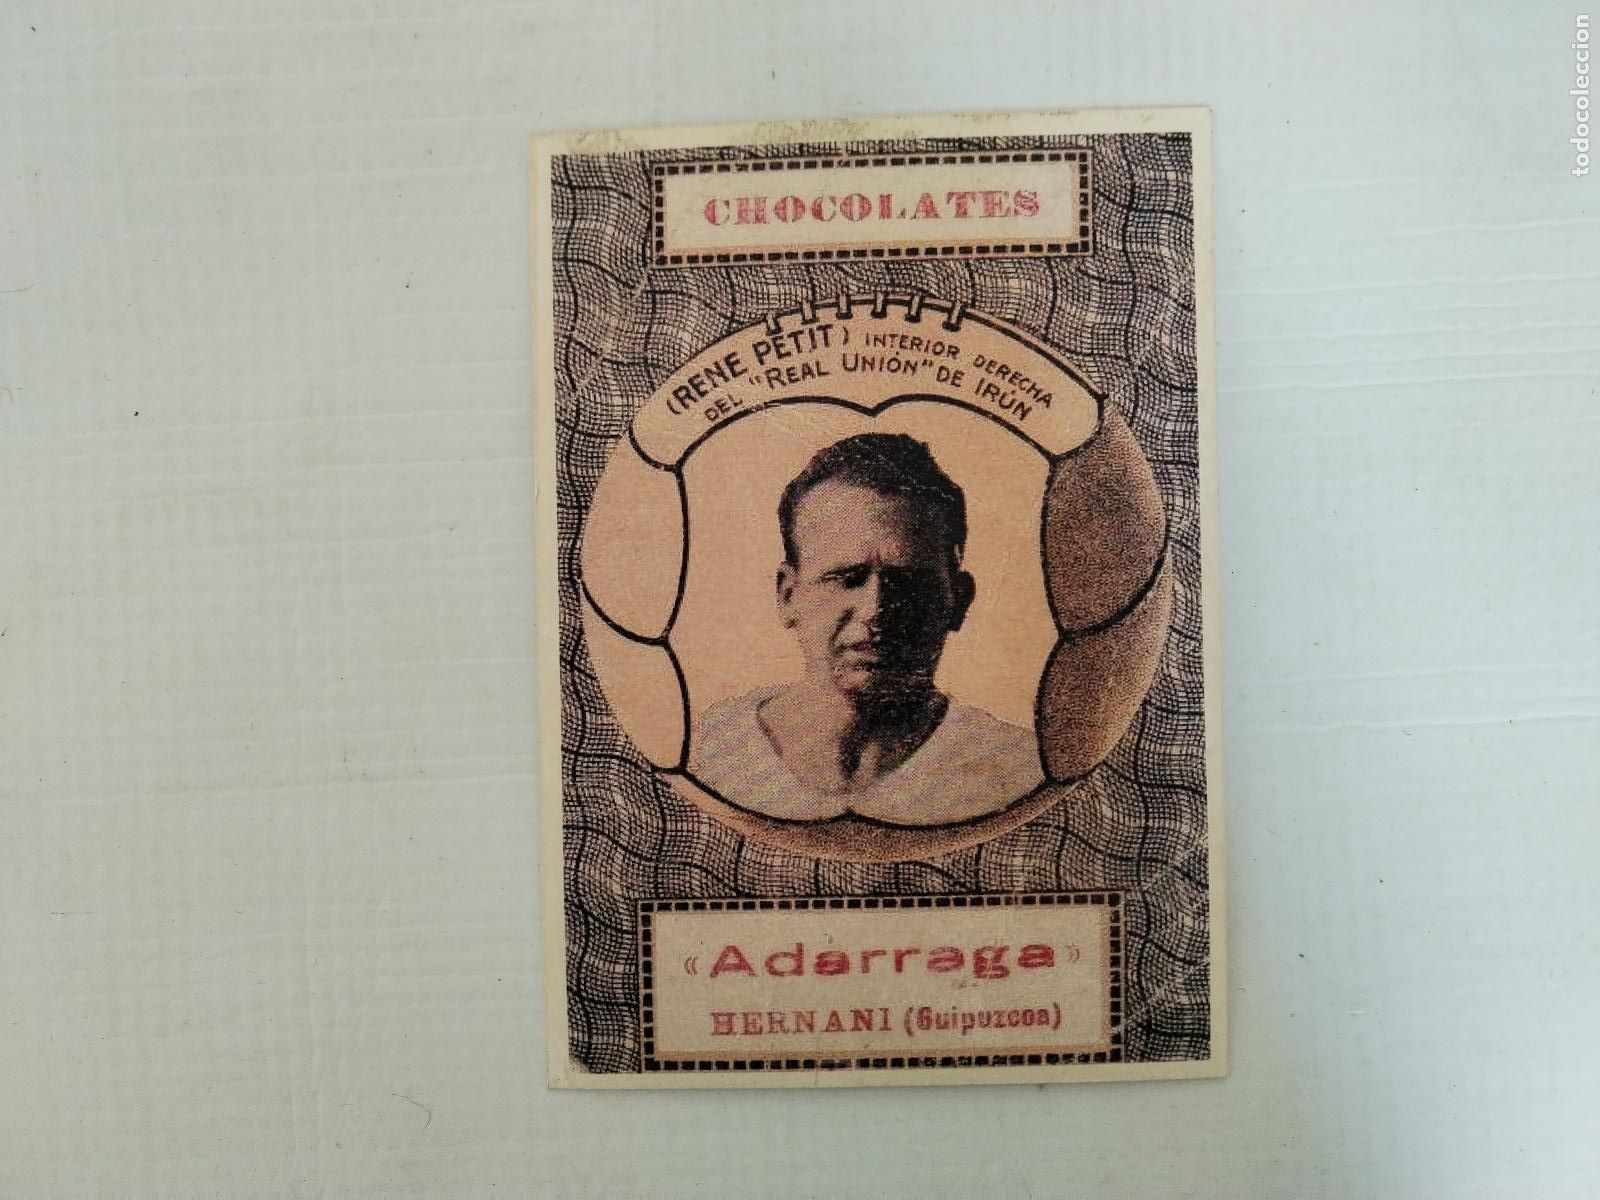 CHOCOLATES
(RENE PETIT) INTERIOR DERECHA
DEL "REAL UNIÓN" DE IRÚN
«Adarraga»
HERNANI (Guipuzcoa)
todocoleccion